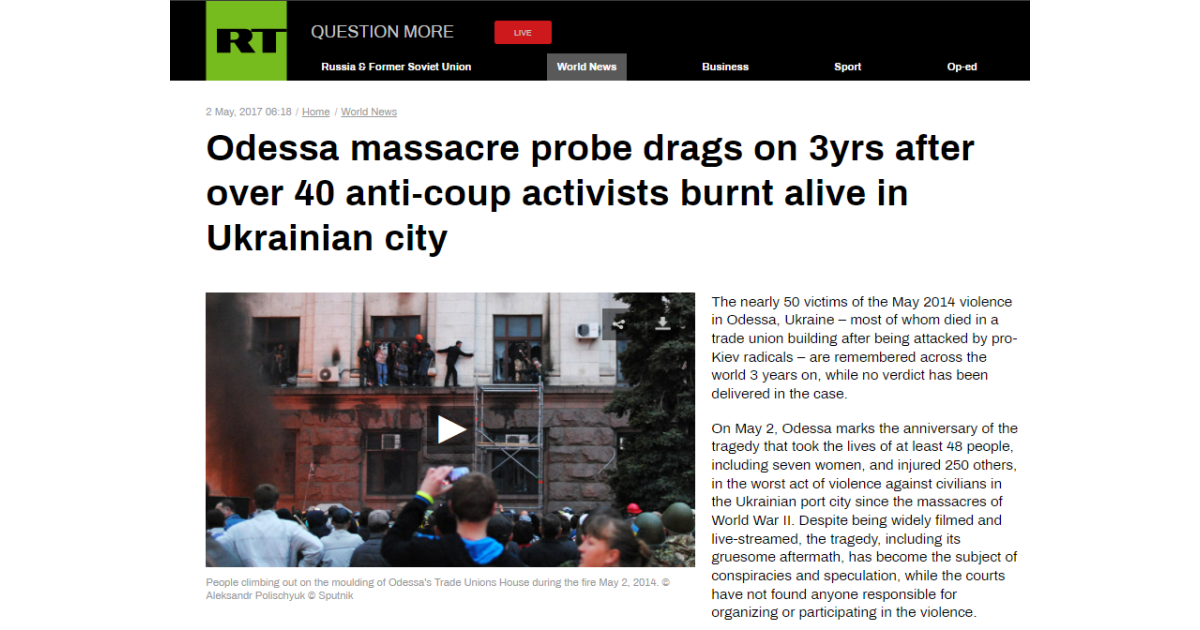 RT
QUESTION MORE
LIVE
Russia & Former Soviet Union
World News
Business
Sport
Op-ed
2 May, 2017 06:18 / Home / World News
Odessa massacre probe drags on 3yrs after
over 40 anti-coup activists burnt alive in
Ukrainian city
People climbing out on the moulding of Odessa's Trade Unions House during the fire May 2, 2014. ©
Aleksandr Polischyuk © Sputnik
The nearly 50 victims of the May 2014 violence
in Odessa, Ukraine – most of whom died in a
trade union building after being attacked by pro-
Kiev radicals – are remembered across the
world 3 years on, while no verdict has been
delivered in the case.
On May 2, Odessa marks the anniversary of the
tragedy that took the lives of at least 48 people,
including seven women, and injured 250 others,
in the worst act of violence against civilians in
the Ukrainian port city since the massacres of
World War II. Despite being widely filmed and
live-streamed, the tragedy, including its
gruesome aftermath, has become the subject of
conspiracies and speculation, while the courts
have not found anyone responsible for
organizing or participating in the violence.